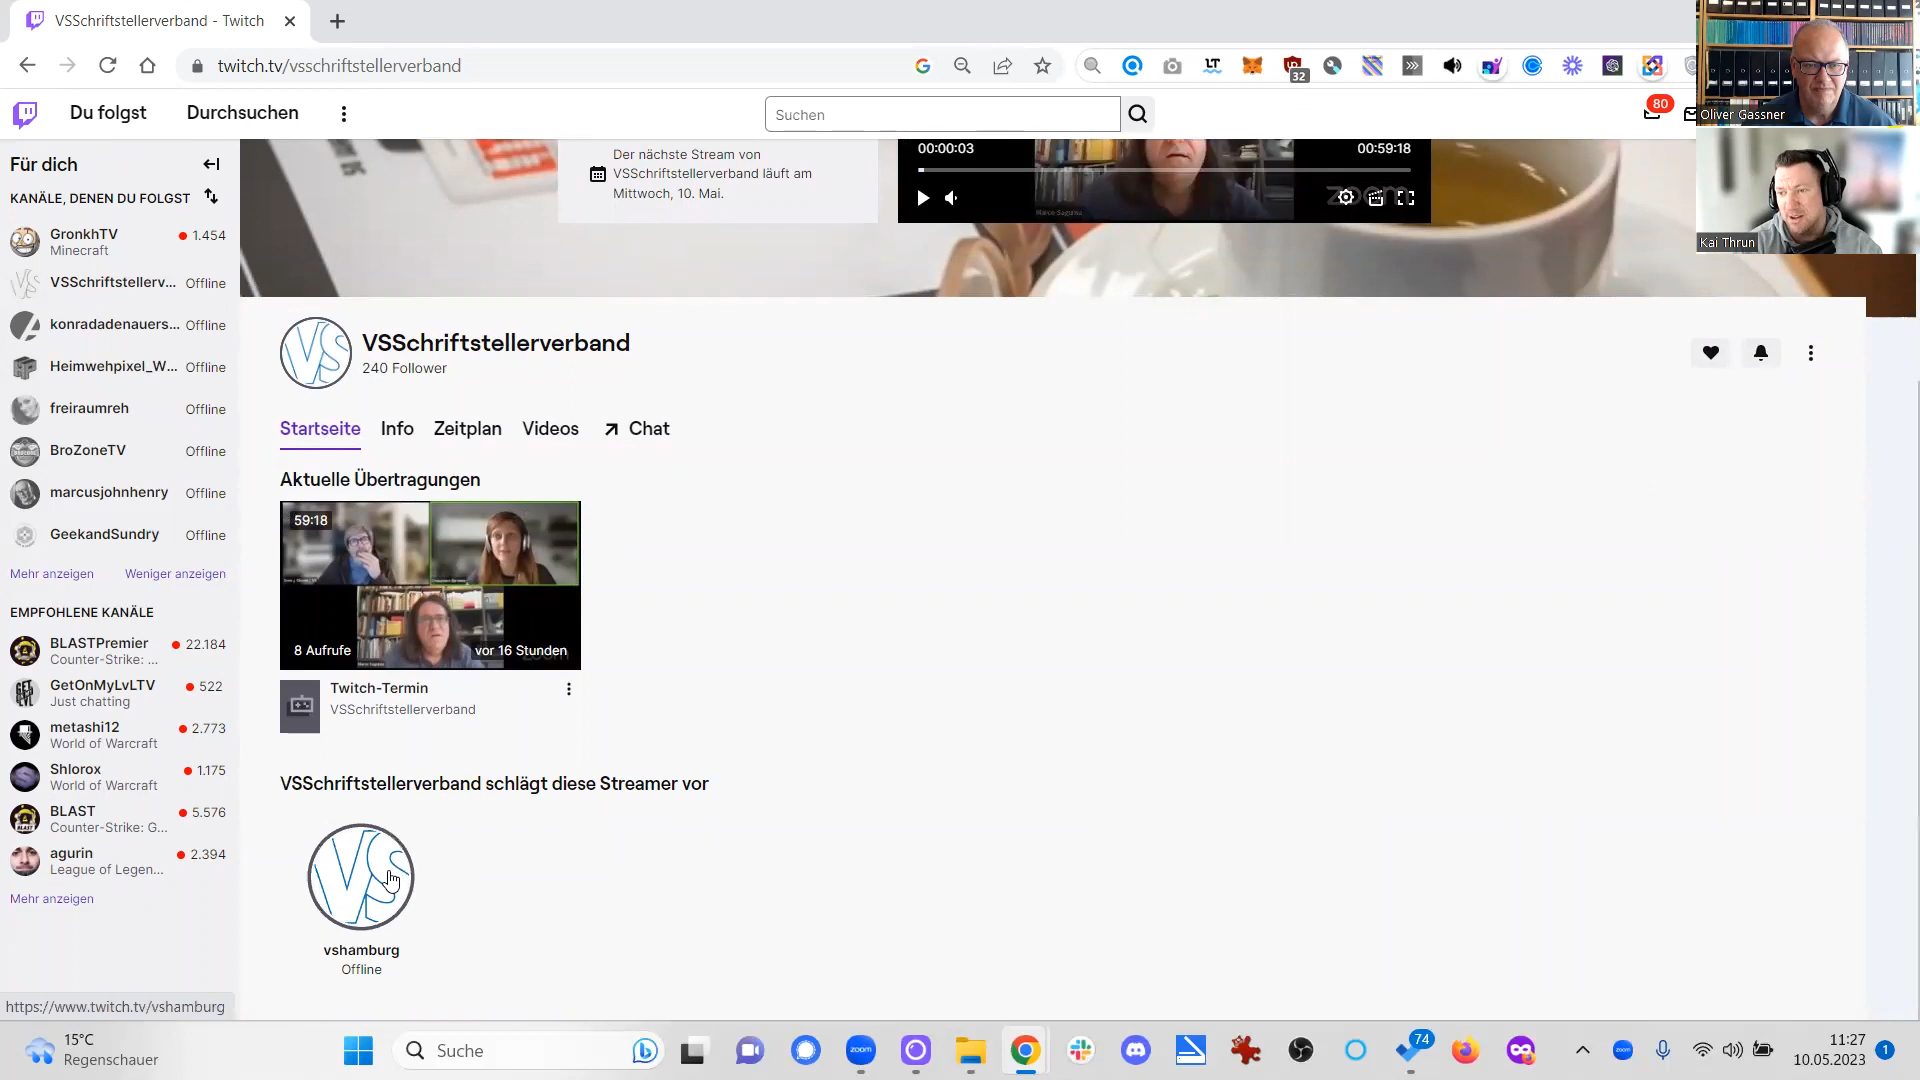 VSSchriftstellerverband - Twitch
twitch.tv/vsschriftstellerverband
32
Oliver Gassner
Kai Thrun
Du folgst
Durchsuchen
Suchen
80
Für dich
KANÄLE, DENEN DU FOLGST
GronkhTV
1.454
Minecraft
VSSchriftstellerv...
Offline
konradadenauers...
Offline
Heimwehpixel_W...
Offline
freiraumreh
Offline
BroZoneTV
Offline
marcusjohnhenry
Offline
GeekandSundry
Offline
Mehr anzeigen
Weniger anzeigen
EMPFOHLENE KANÄLE
BLASTPremier
22.184
Counter-Strike: ...
GetOnMyLvLTV
522
Just chatting
metashi12
2.773
World of Warcraft
Shlorox
1.175
World of Warcraft
BLAST
5.576
Counter-Strike: G...
agurin
2.394
League of Legen...
Mehr anzeigen
https://www.twitch.tv/vshamburg
Der nächste Stream von
VSSchriftstellerverband läuft am
Mittwoch, 10. Mai.
00:00:03
00:59:18
zoom
VSSchriftstellerverband
240 Follower
Startseite
Info
Zeitplan
Videos
Chat
Aktuelle Übertragungen
59:18
8 Aufrufe
vor 16 Stunden
Twitch-Termin
VSSchriftstellerverband
VSSchriftstellerverband schlägt diese Streamer vor
vshamburg
Offline
15°C
Regenschauer
Suche
zoom
74
11:27
10.05.2023
1